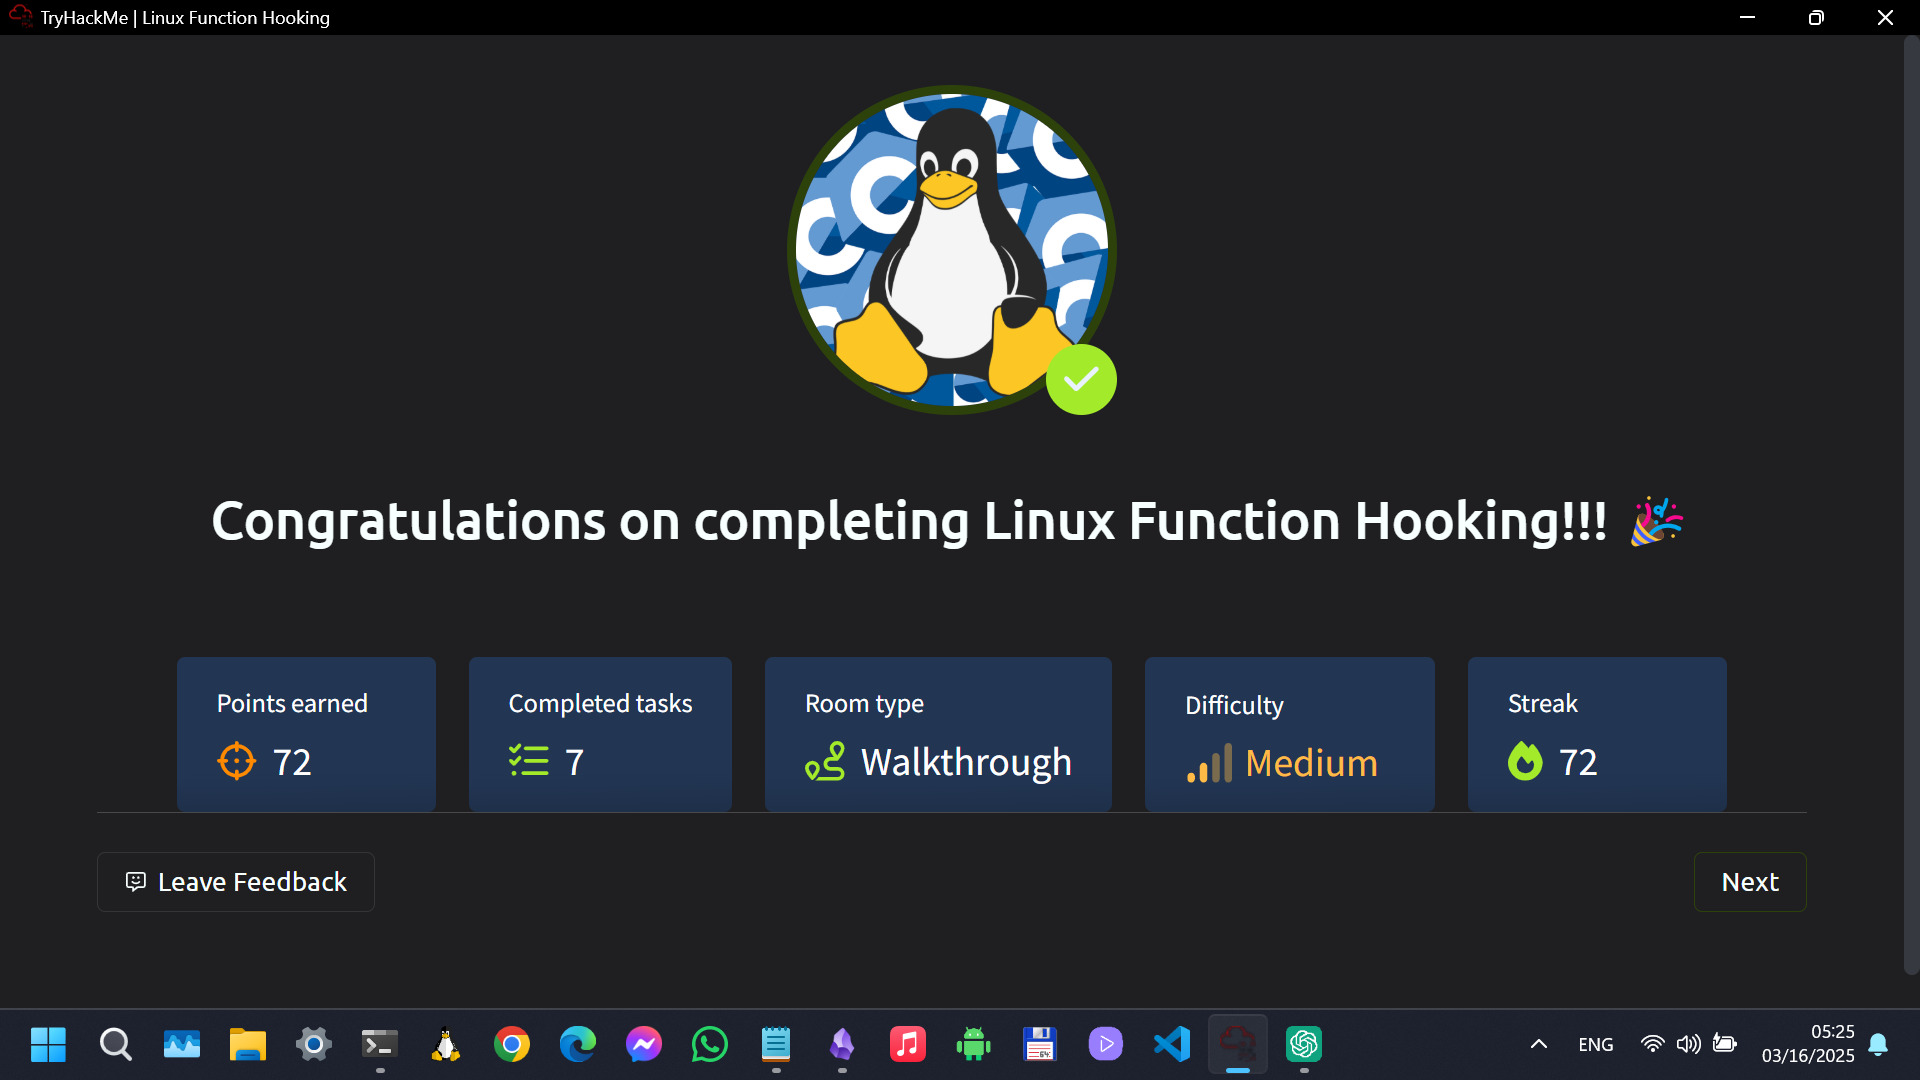 TryHackMe | Linux Function Hooking
Congratulations on completing Linux Function Hooking!!! 🎉
Points earned
72
Completed tasks
7
Room type
Walkthrough
Difficulty
Medium
Streak
72
Leave Feedback
Next
64
ENG
05:25
03/16/2025